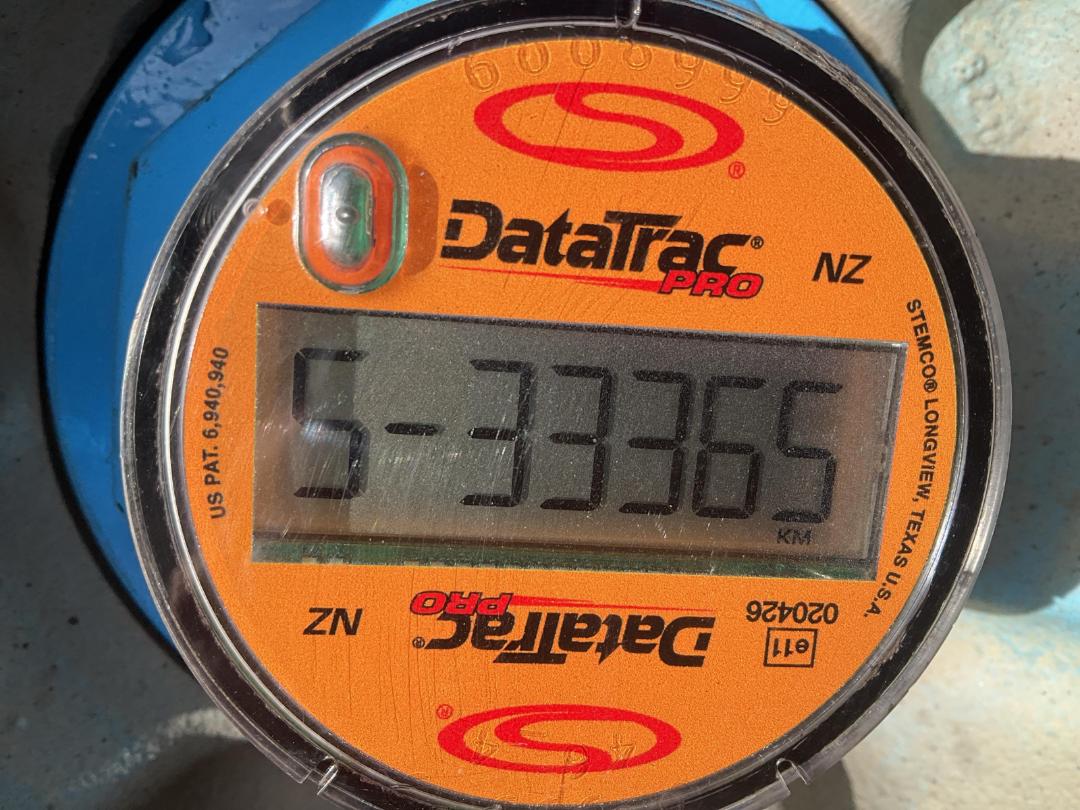 DataTrac®
PRO
NZ
®
US PAT. 6,940,940
STEMCO® LONGVIEW, TEXAS U.S.A.
5-33365
KM
020426
e11
DataTrac®
PRO
NZ
®